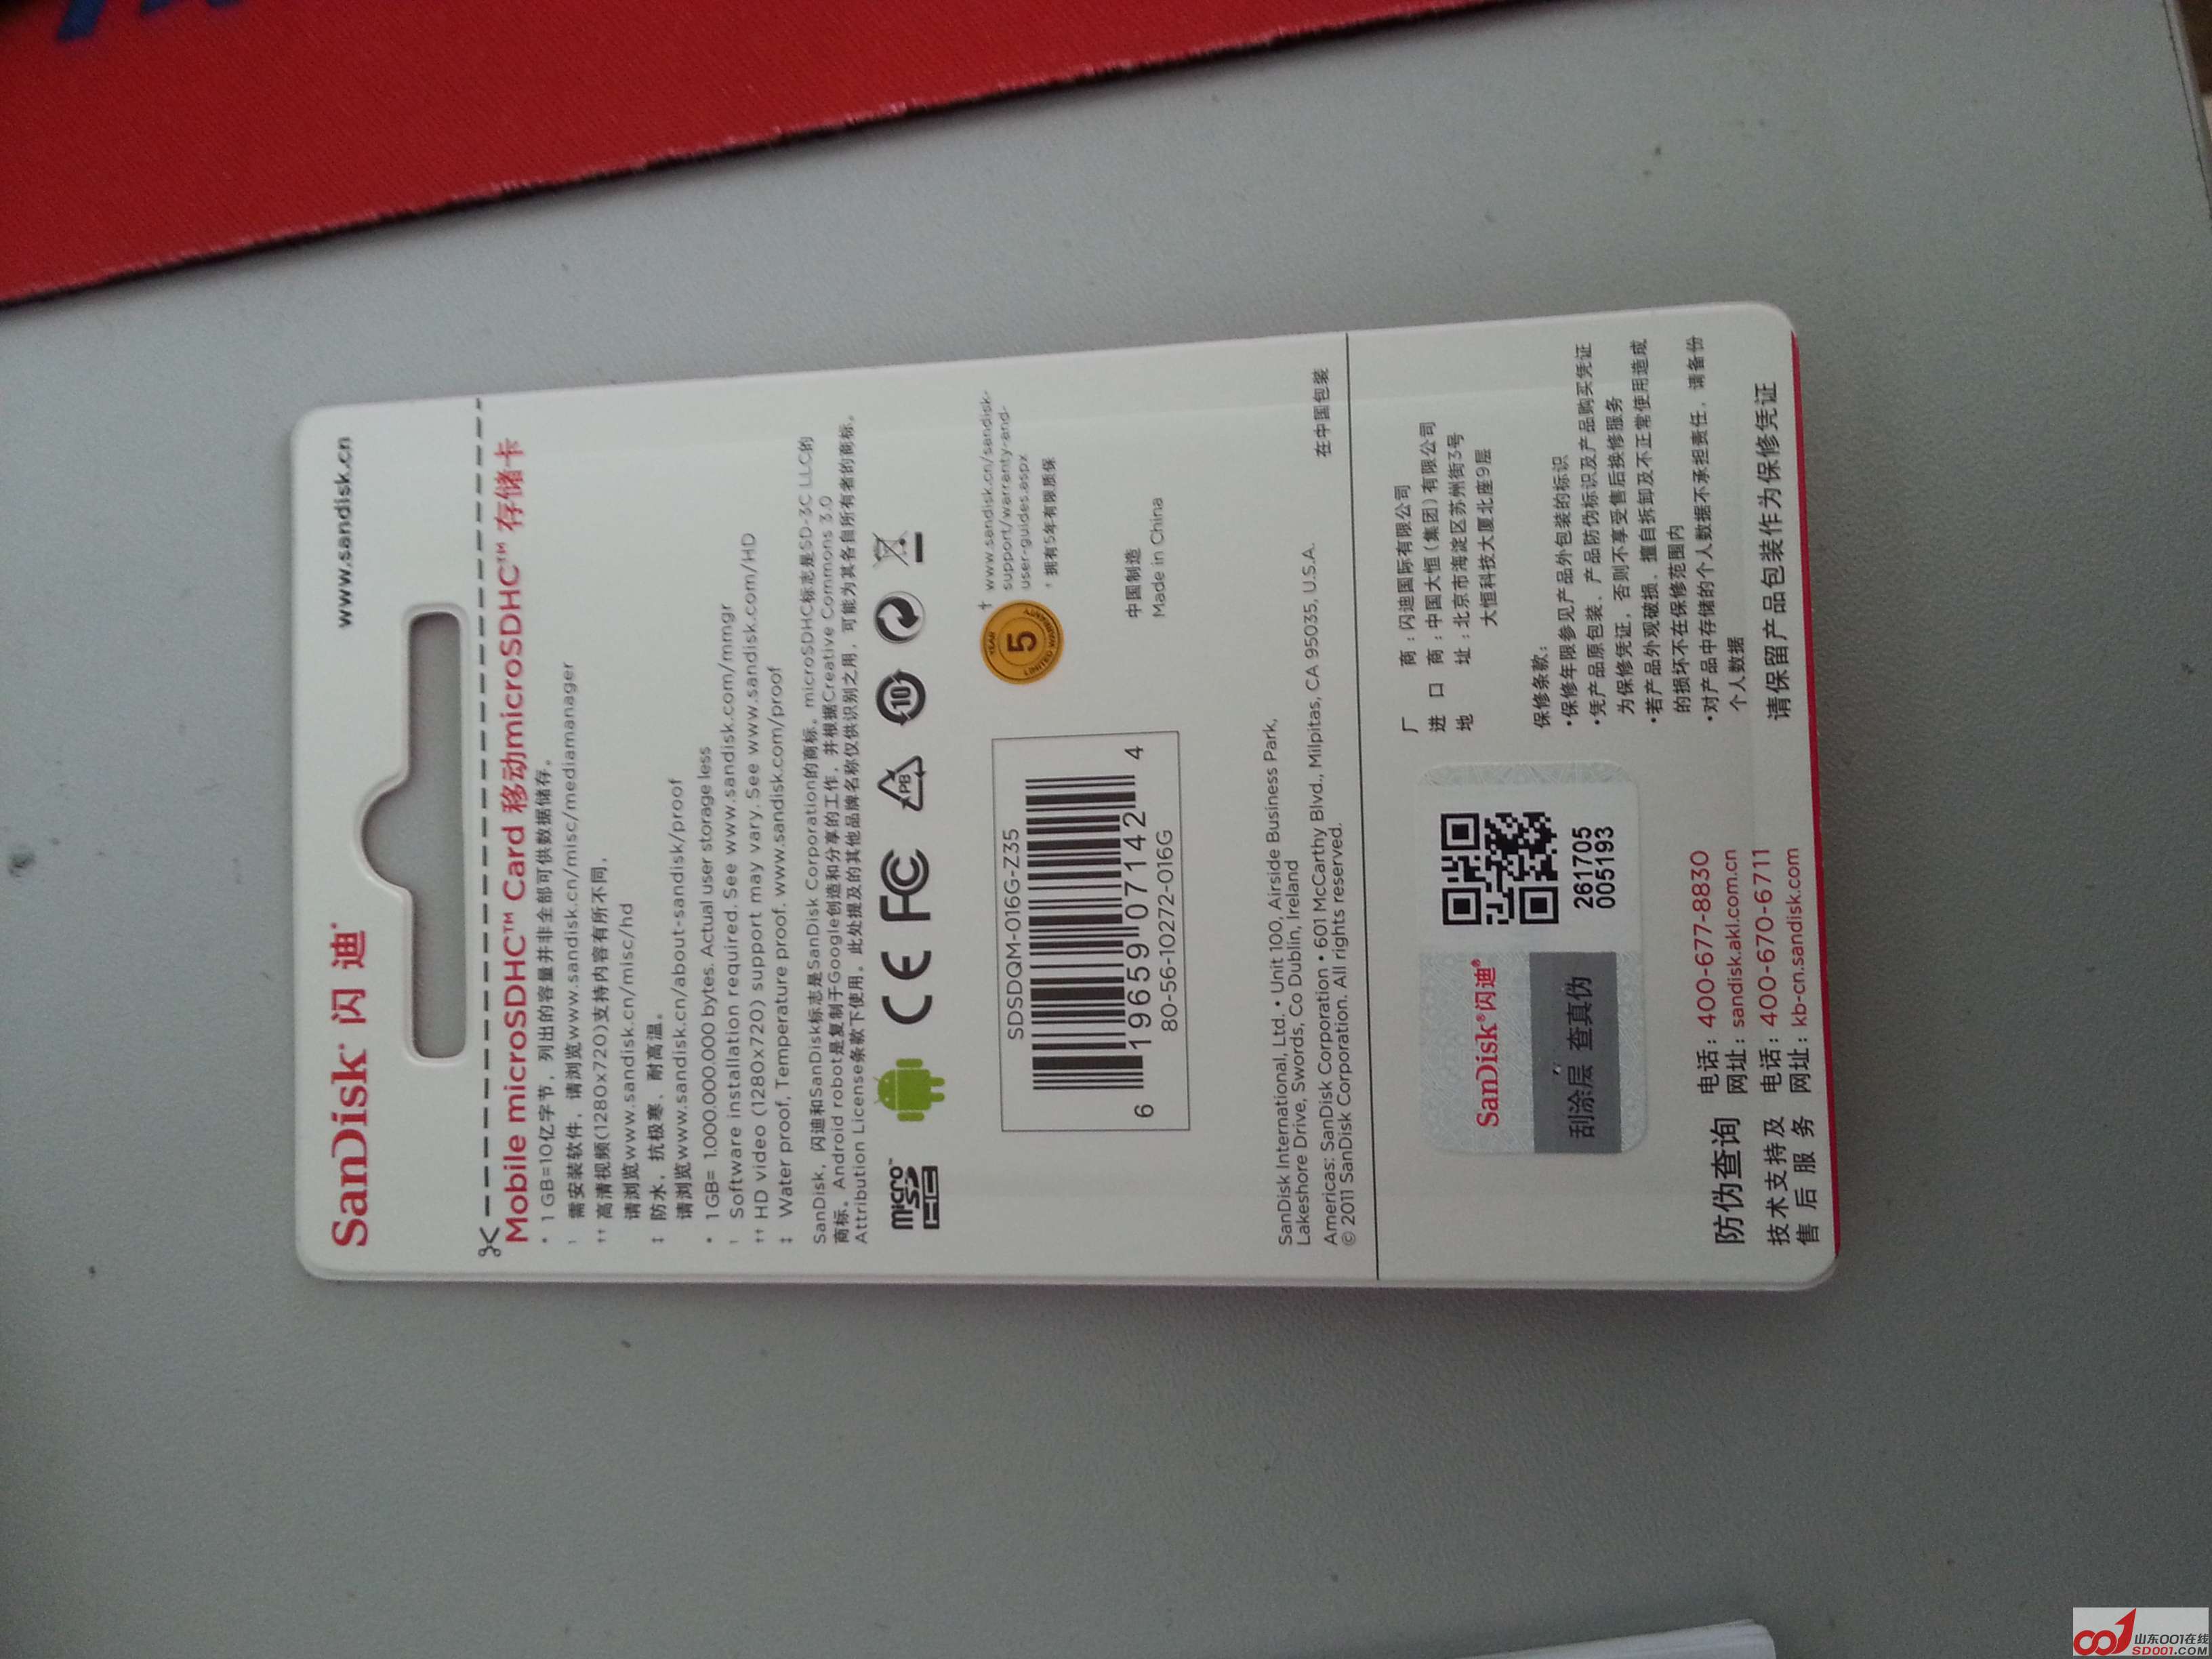 SanDisk 闪迪
www.sandisk.cn
Mobile microSDHC™ Card 移动microSDHC™ 存储卡
* 1 GB=10亿字节，列出的容量并非全部可供数据储存。
需安装软件，请浏览www.sandisk.cn/misc/mediamanager
†† 高清视频(1280x720)支持内容有所不同，
请浏览www.sandisk.cn/misc/hd
‡ 防水，抗极寒、耐高温。
请浏览www.sandisk.cn/about-sandisk/proof
• 1GB= 1,000,000,000 bytes. Actual user storage less
Software installation required. See www.sandisk.com/mmgr
†† HD video (1280x720) support may vary. See www.sandisk.com/HD
‡ Water proof, Temperature proof. www.sandisk.com/proof
SanDisk，闪迪和SanDisk标志是SanDisk Corporation的商标。microSDHC标志是SD-3C LLC的
商标。Android robot是复制于Google创造和分享的工作，并根据Creative Commons 3.0
Attribution Licenses条款下使用。此处提及的其他品牌名称仅供识别之用，可能为其各自所有者的商标。
micro SD HC
CE FC PB 10
SDSDQM-016G-Z35
6 19659 07142 4
80-56-10272-016G
5 YEAR LIMITED WARRANTY
† www.sandisk.cn/sandisk-
support/warranty-and-
user-guides.aspx
* 拥有5年有限质保
中国制造
Made in China
SanDisk International, Ltd. • Unit 100, Airside Business Park,
Lakeshore Drive, Swords, Co Dublin, Ireland
Americas: SanDisk Corporation • 601 McCarthy Blvd., Milpitas, CA 95035, U.S.A.
© 2011 SanDisk Corporation. All rights reserved.
在中国包装
SanDisk®闪迪®
刮涂层 查真伪
261705
005193
厂 商：闪迪国际有限公司
进 口 商：中国大恒(集团)有限公司
地 址：北京市海淀区苏州街3号
大恒科技大厦北座9层
保修条款：
•保修年限参见产品外包装的标识
•凭产品原包装、产品防伪标识及产品购买凭证
为保修凭证，否则不享受售后换修服务
•若产品外观破损、擅自拆卸及不正常使用造成
的损坏不在保修范围内
•对产品中存储的个人数据不承担责任，请备份
个人数据
请保留产品包装作为保修凭证
防伪查询 电话：400-677-8830
网址：sandisk.akl.com.cn
技术支持及 电话：400-670-6711
售后服务 网址：kb-cn.sandisk.com
001 山东001在线
SD001.COM